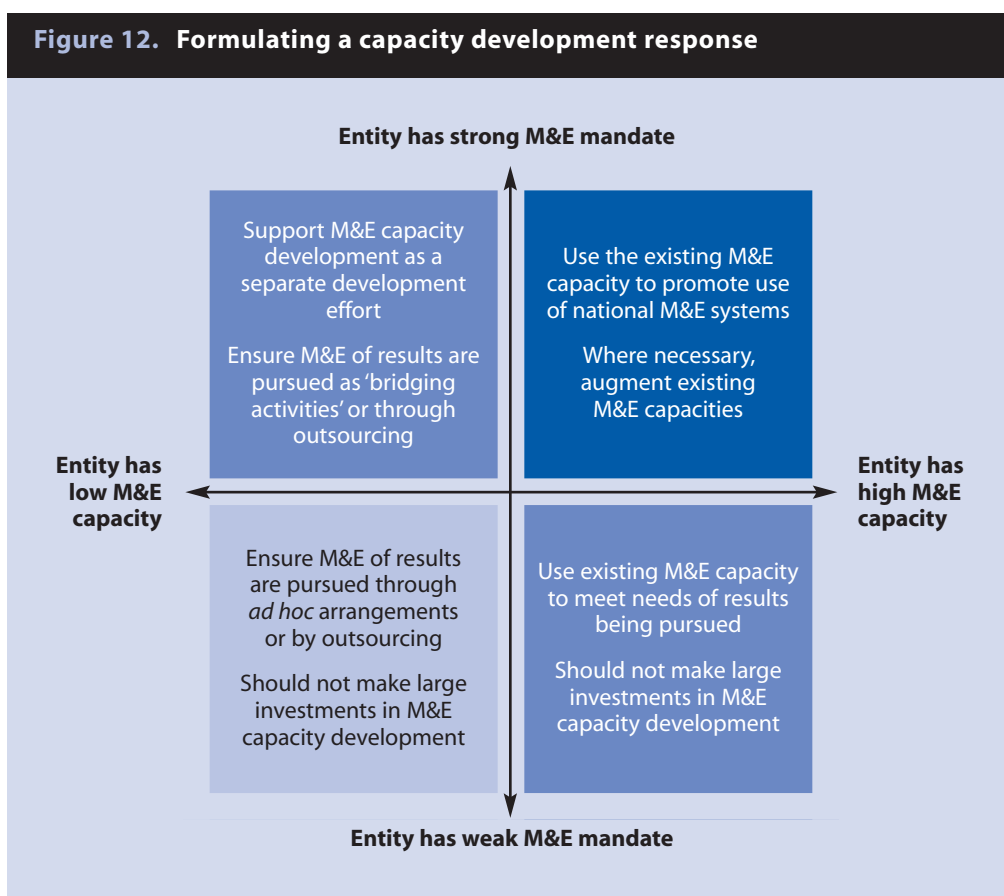 Figure 12. Formulating a capacity development response
Entity has strong M&E mandate
Support M&E capacity
development as a
separate development
effort
Ensure M&E of results are
pursued as ‘bridging
activities’ or through
outsourcing
Use the existing M&E
capacity to promote use
of national M&E systems
Where necessary,
augment existing
M&E capacities
Entity has
low M&E
capacity
Entity has
high M&E
capacity
Ensure M&E of results
are pursued through
ad hoc arrangements
or by outsourcing
Should not make large
investments in M&E
capacity development
Use existing M&E capacity
to meet needs of results
being pursued
Should not make large
investments in M&E
capacity development
Entity has weak M&E mandate